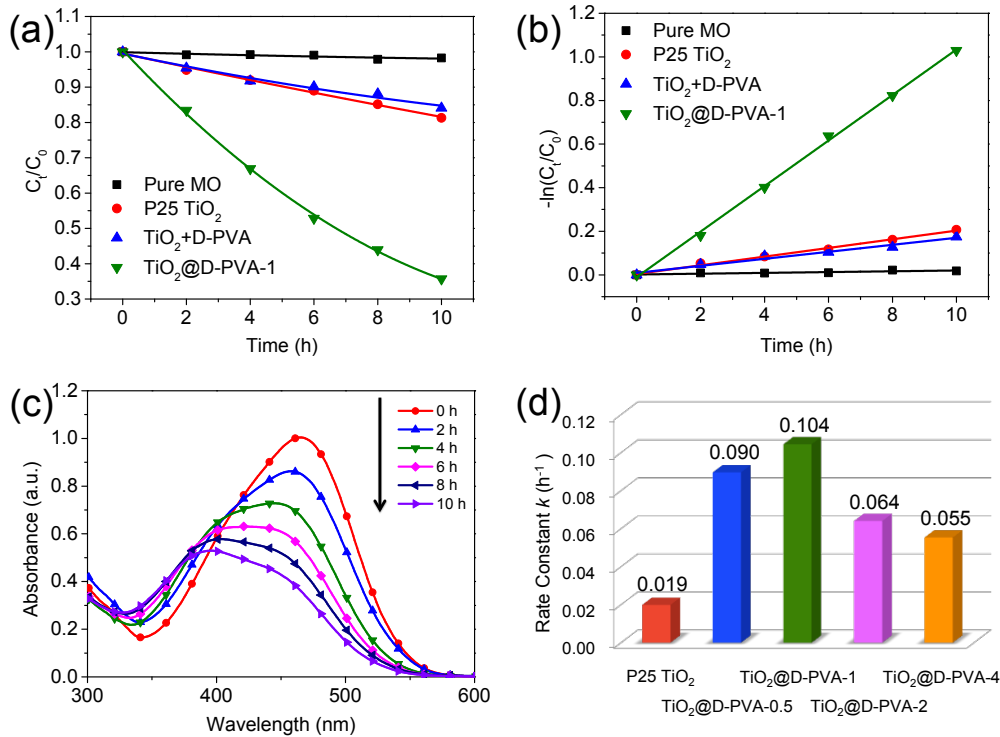 (a)
1.2
1.1
1.0
0.9
0.8
0.7
0.6
0.5
0.4
0.3
Cₜ/C₀
Pure MO
P25 TiO₂
TiO₂+D-PVA
TiO₂@D-PVA-1
0 2 4 6 8 10
Time (h)
(b)
1.2
1.0
0.8
0.6
0.4
0.2
0.0
-ln(Cₜ/C₀)
Pure MO
P25 TiO₂
TiO₂+D-PVA
TiO₂@D-PVA-1
0 2 4 6 8 10
Time (h)
(c)
1.2
1.0
0.8
0.6
0.4
0.2
0.0
Absorbance (a.u.)
0 h
2 h
4 h
6 h
8 h
10 h
300 400 500 600
Wavelength (nm)
(d)
0.12
0.10
0.08
0.06
0.04
0.02
0.00
Rate Constant k (h⁻¹)
0.019
0.090
0.104
0.064
0.055
P25 TiO₂ TiO₂@D-PVA-1 TiO₂@D-PVA-4
TiO₂@D-PVA-0.5 TiO₂@D-PVA-2